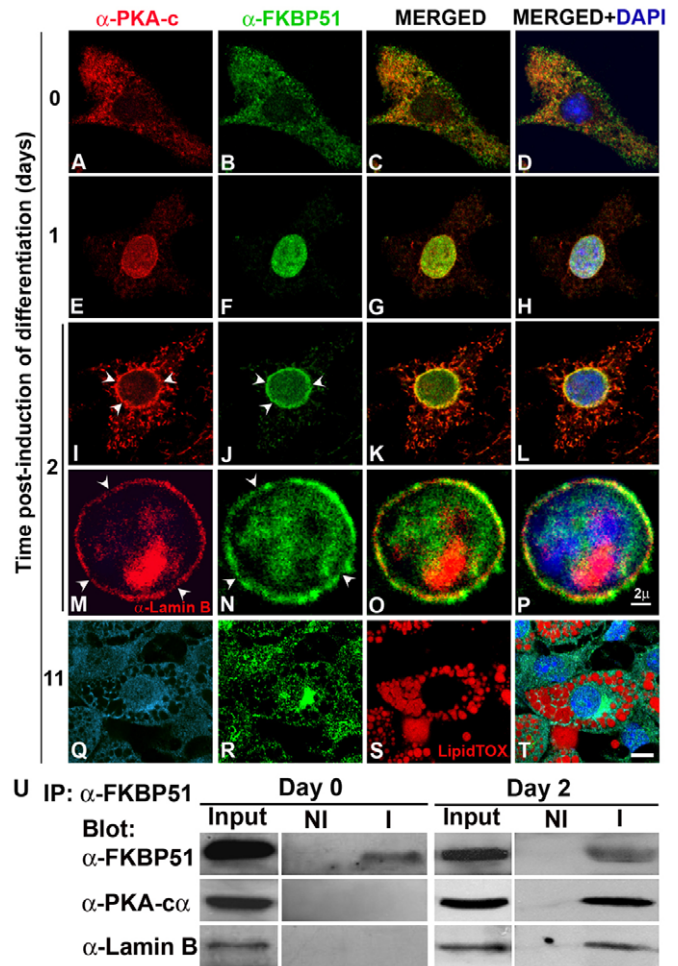 α-PKA-c α-FKBP51 MERGED MERGED+DAPI
Time post-induction of differentiation (days)
0
A B C D
1
E F G H
2
I J K L
M α-Lamin B N O P 2μ
11
Q R S LipidTOX T
U IP: α-FKBP51 Day 0 Day 2
Blot: Input NI I Input NI I
α-FKBP51
α-PKA-cα
α-Lamin B